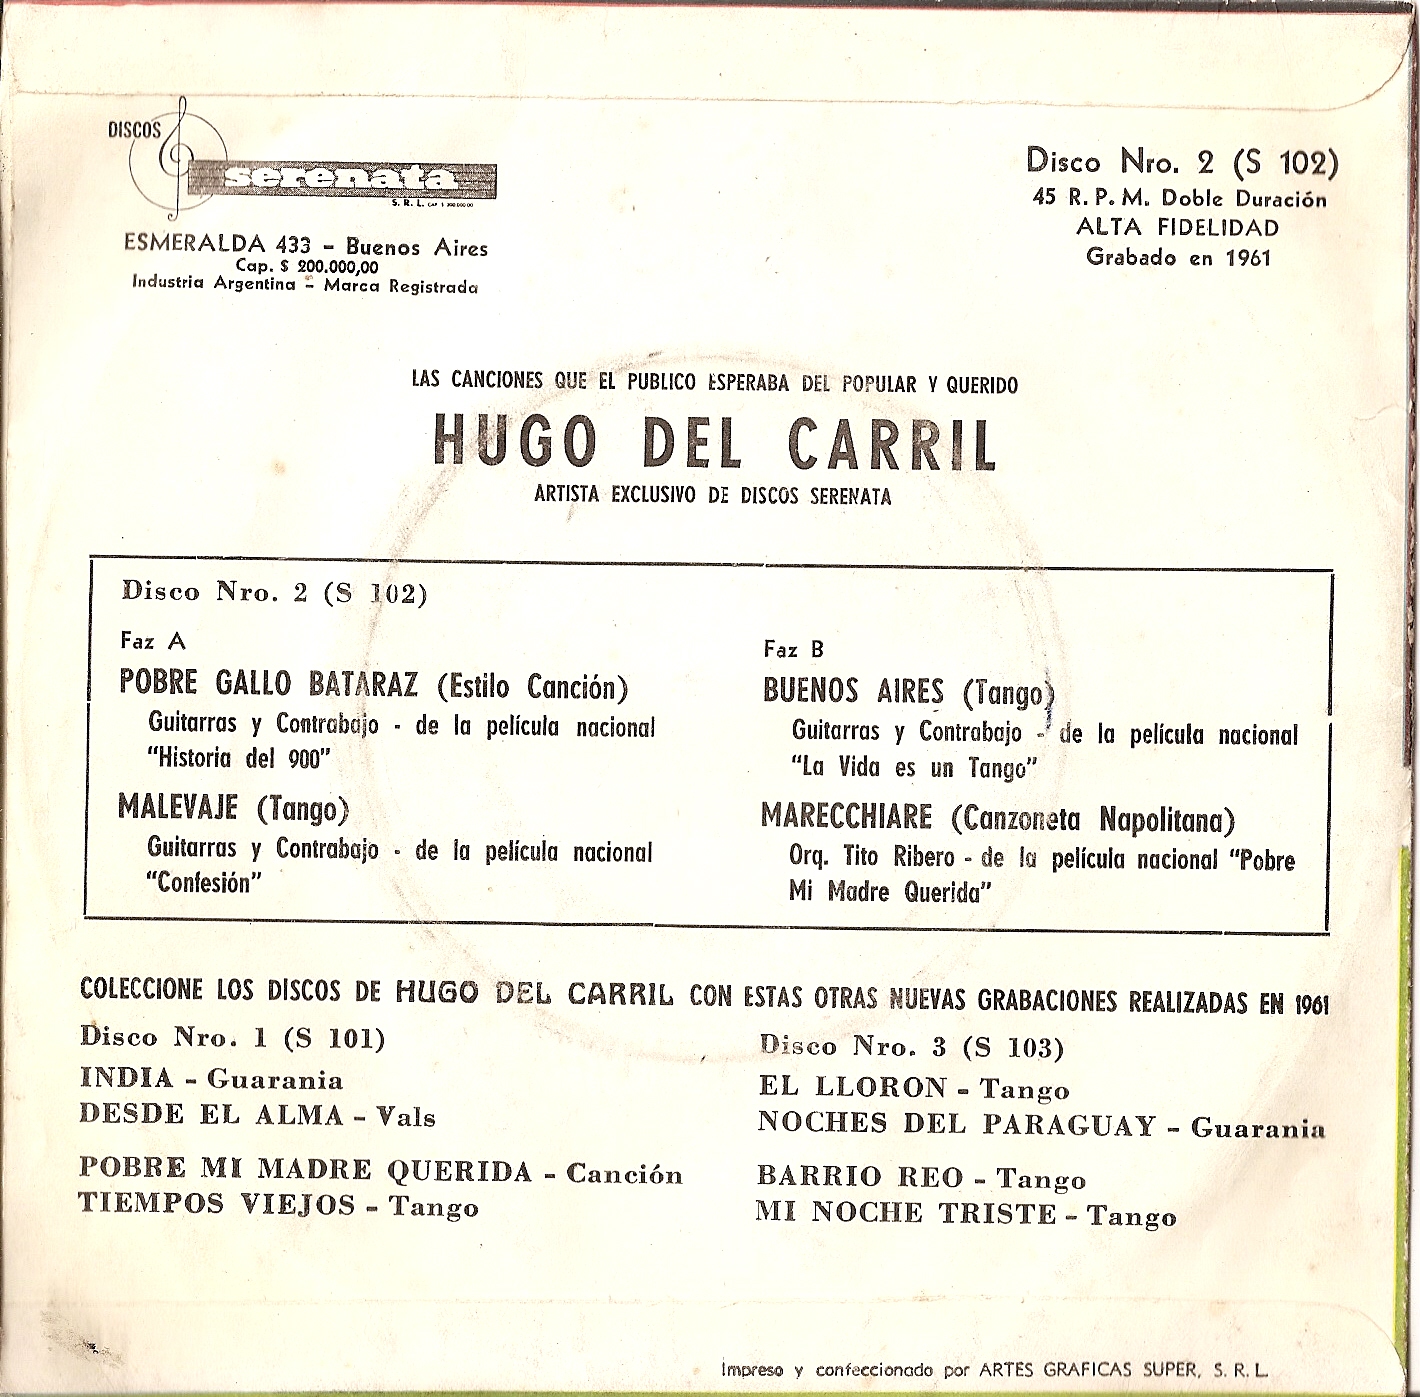 DISCOS
serenata
S. R. L.
ESMERALDA 433 - Buenos Aires
Cap. $ 200.000,00
Industria Argentina - Marca Registrada
Disco Nro. 2 (S 102)
45 R.P.M. Doble Duración
ALTA FIDELIDAD
Grabado en 1961
LAS CANCIONES QUE EL PUBLICO ESPERABA DEL POPULAR Y QUERIDO
HUGO DEL CARRIL
ARTISTA EXCLUSIVO DE DISCOS SERENATA
Disco Nro. 2 (S 102)
Faz A
POBRE GALLO BATARAZ (Estilo Canción)
Guitarras y Contrabajo - de la película nacional
"Historia del 900"
MALEVAJE (Tango)
Guitarras y Contrabajo - de la película nacional
"Confesión"
Faz B
BUENOS AIRES (Tango)
Guitarras y Contrabajo - de la película nacional
"La Vida es un Tango"
MARECCHIARE (Canzoneta Napolitana)
Orq. Tito Ribero - de la película nacional "Pobre
Mi Madre Querida"
COLECCIONE LOS DISCOS DE HUGO DEL CARRIL CON ESTAS OTRAS NUEVAS GRABACIONES REALIZADAS EN 1961
Disco Nro. 1 (S 101)
INDIA - Guarania
DESDE EL ALMA - Vals
POBRE MI MADRE QUERIDA - Canción
TIEMPOS VIEJOS - Tango
Disco Nro. 3 (S 103)
EL LLORON - Tango
NOCHES DEL PARAGUAY - Guarania
BARRIO REO - Tango
MI NOCHE TRISTE - Tango
Impreso y confeccionado por ARTES GRAFICAS SUPER, S. R. L.